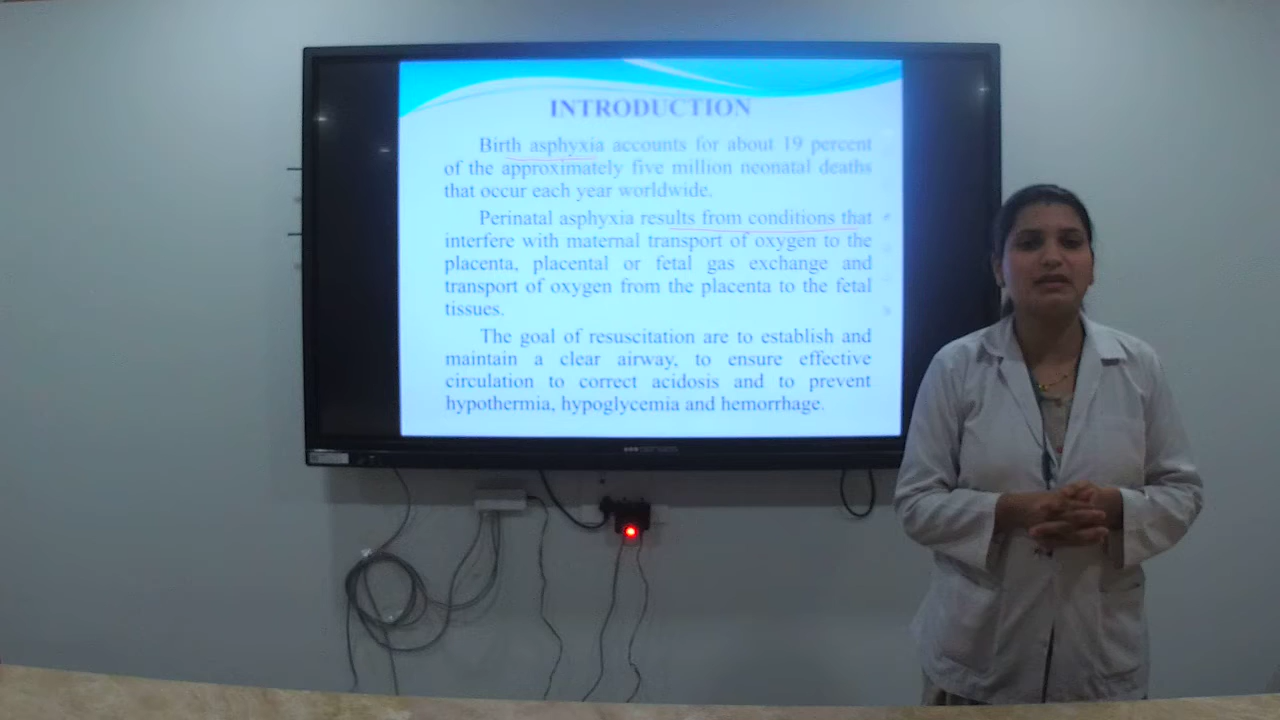 INTRODUCTION
Birth asphyxia accounts for about 19 percent
of the approximately five million neonatal deaths
that occur each year worldwide.
Perinatal asphyxia results from conditions that
interfere with maternal transport of oxygen to the
placenta, placental or fetal gas exchange and
transport of oxygen from the placenta to the fetal
tissues.
The goal of resuscitation are to establish and
maintain a clear airway, to ensure effective
circulation to correct acidosis and to prevent
hypothermia, hypoglycemia and hemorrhage.